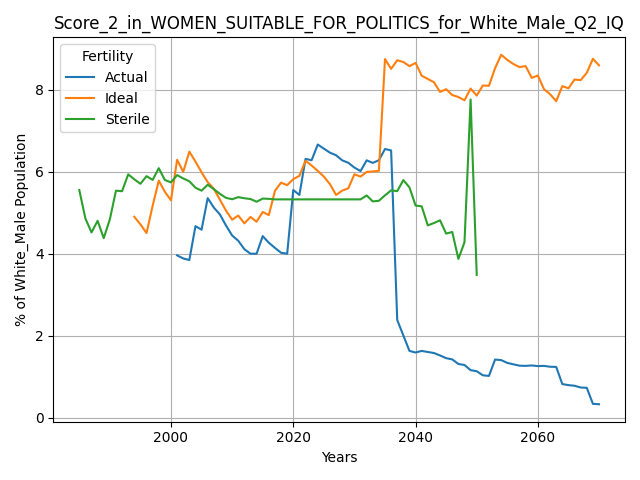 Score_2_in_WOMEN_SUITABLE_FOR_POLITICS_for_White_Male_Q2_IQ
Fertility
Actual
Ideal
Sterile
% of White_Male Population
8
6
4
2
0
2000
2020
2040
2060
Years